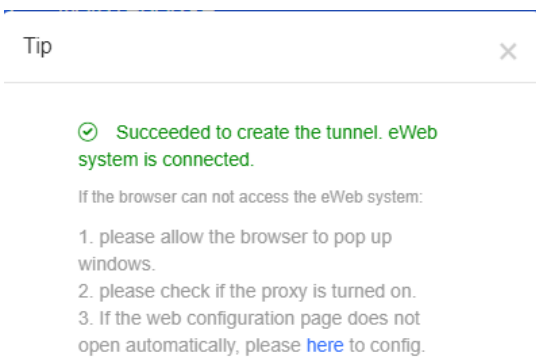 Tip
Succeeded to create the tunnel. eWeb
system is connected.
If the browser can not access the eWeb system:
1. please allow the browser to pop up
windows.
2. please check if the proxy is turned on.
3. If the web configuration page does not
open automatically, please here to config.